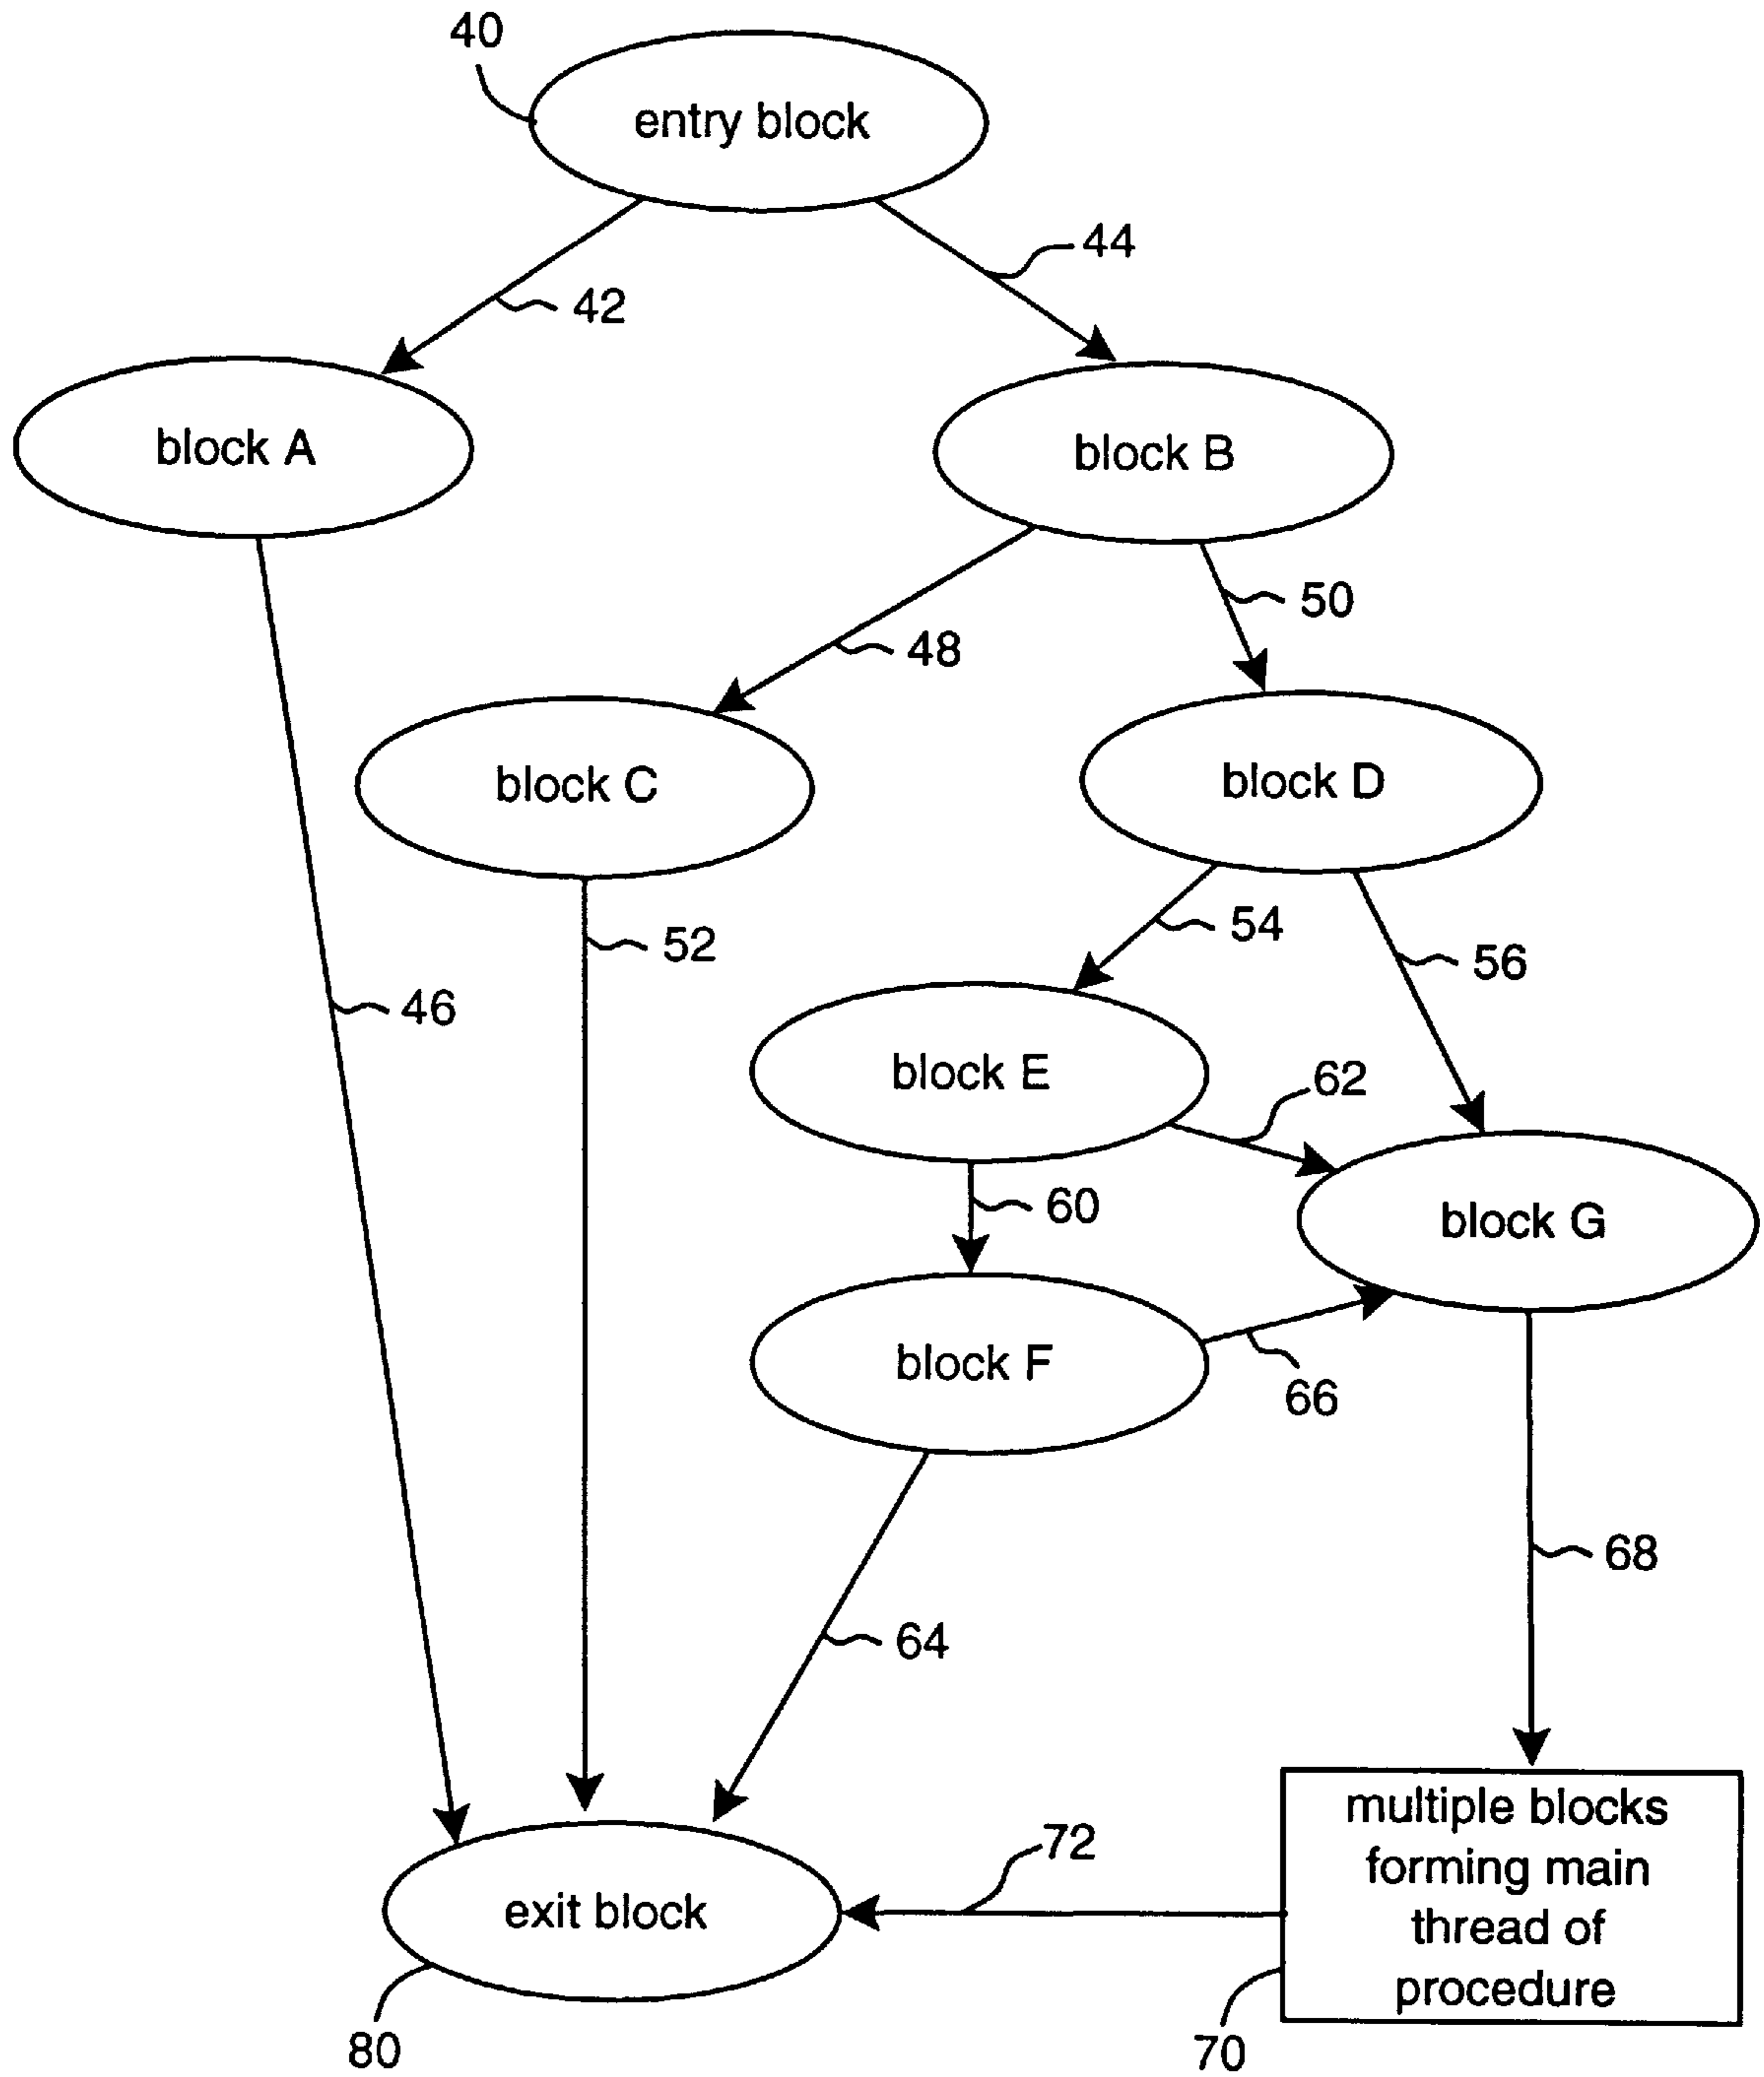 40
entry block
44
42
block A
block B
50
48
block C
block D
54
52
56
46
block E
62
60
block G
block F
66
68
64
multiple blocks
forming main
thread of
procedure
72
exit block
80
70